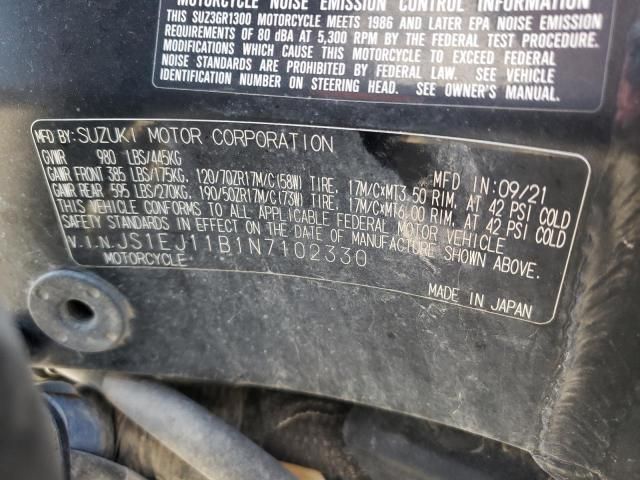 MOTORCYCLE NOISE EMISSION CONTROL INFORMATION
THIS SUZ3GR1300 MOTORCYCLE MEETS 1986 AND LATER EPA NOISE EMISSION
REQUIREMENTS OF 80 dBA AT 5,300 RPM BY THE FEDERAL TEST PROCEDURE.
MODIFICATIONS WHICH CAUSE THIS MOTORCYCLE TO EXCEED FEDERAL
NOISE STANDARDS ARE PROHIBITED BY FEDERAL LAW. SEE VEHICLE
IDENTIFICATION NUMBER ON STEERING HEAD. SEE OWNER'S MANUAL.
MFD BY: SUZUKI MOTOR CORPORATION MFD IN: 09/21
GVWR 980 LBS/445KG
GAWR FRONT 385 LBS/175KG, 120/70ZR17M/C(58W) TIRE, 17M/CxMT3.50 RIM, AT 42 PSI COLD
GAWR REAR 595 LBS/270KG, 190/50ZR17M/C(73W) TIRE, 17M/CxMT6.00 RIM, AT 42 PSI COLD
THIS VEHICLE CONFORMS TO ALL APPLICABLE FEDERAL MOTOR VEHICLE
SAFETY STANDARDS IN EFFECT ON THE DATE OF MANUFACTURE SHOWN ABOVE.
V.I.N. JS1EJ11B1N7102330
MOTORCYCLE
MADE IN JAPAN